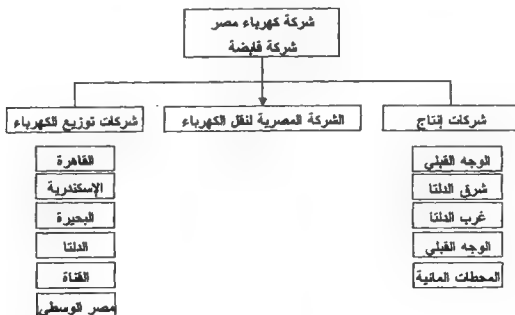 شركة كهرباء مصر
شركة قابضة
شركات إنتاج
الشركة المصرية لنقل الكهرباء
شركات توزيع الكهرباء
الوجه القبلي
شرق الدلتا
غرب الدلتا
الوجه القبلي
المحطات المائية
القاهرة
الإسكندرية
البحيرة
الدلتا
القناة
مصر الوسطى